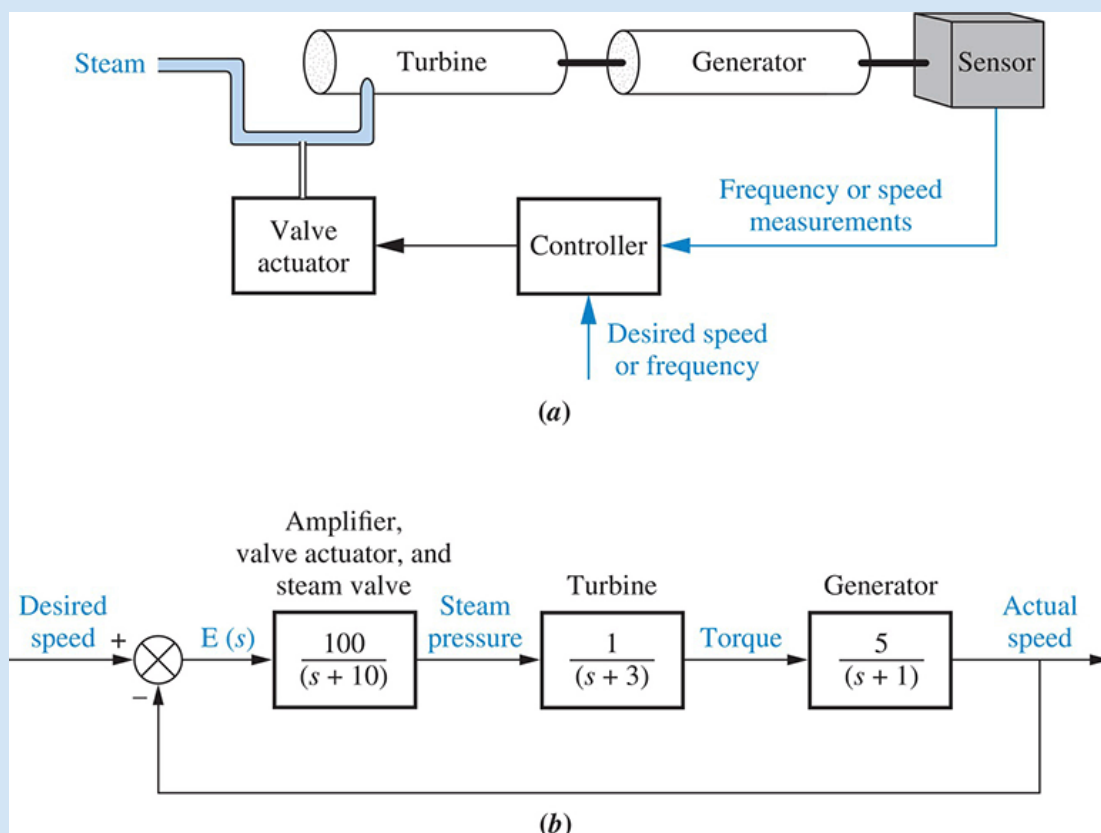 Steam
Turbine
Generator
Sensor
Frequency or speed
measurements
Valve
actuator
Controller
Desired speed
or frequency
(a)
Amplifier,
valve actuator, and
steam valve
Turbine
Generator
Desired
speed
+
E (s)
100
(s + 10)
Steam
pressure
1
(s + 3)
Torque
5
(s + 1)
Actual
speed
−
(b)